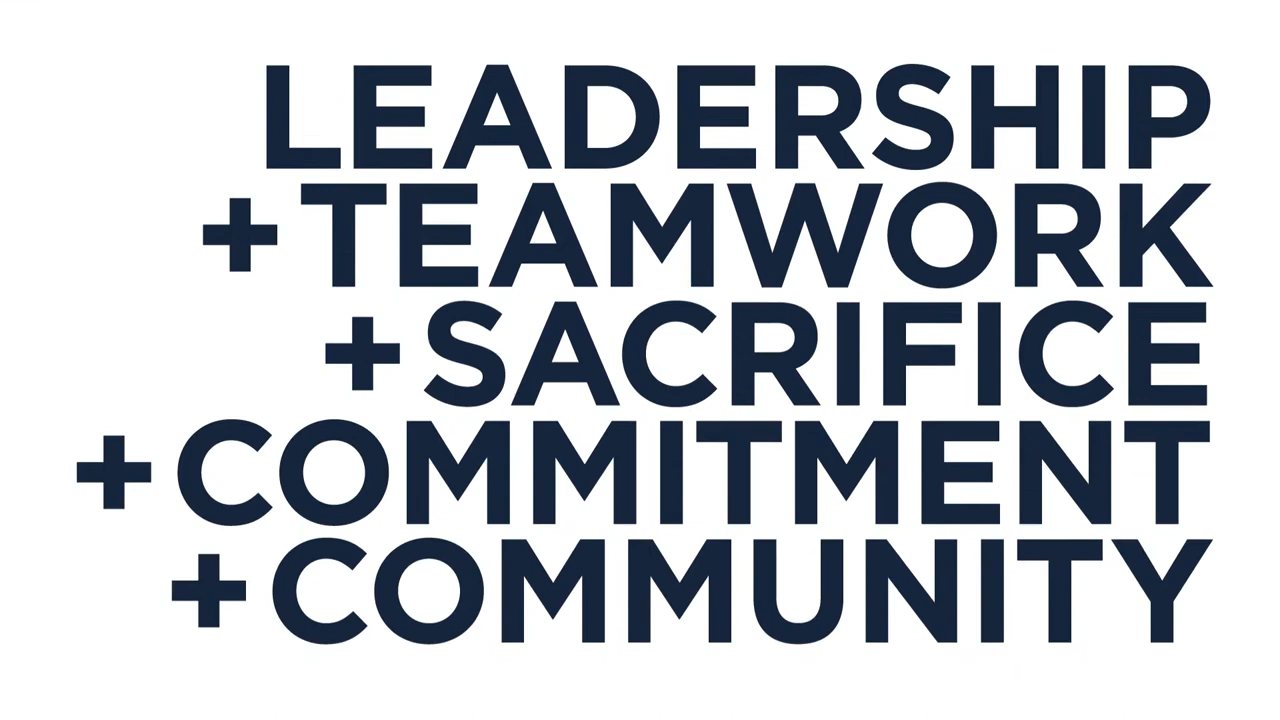 LEADERSHIP
+ TEAMWORK
+ SACRIFICE
+ COMMITMENT
+ COMMUNITY